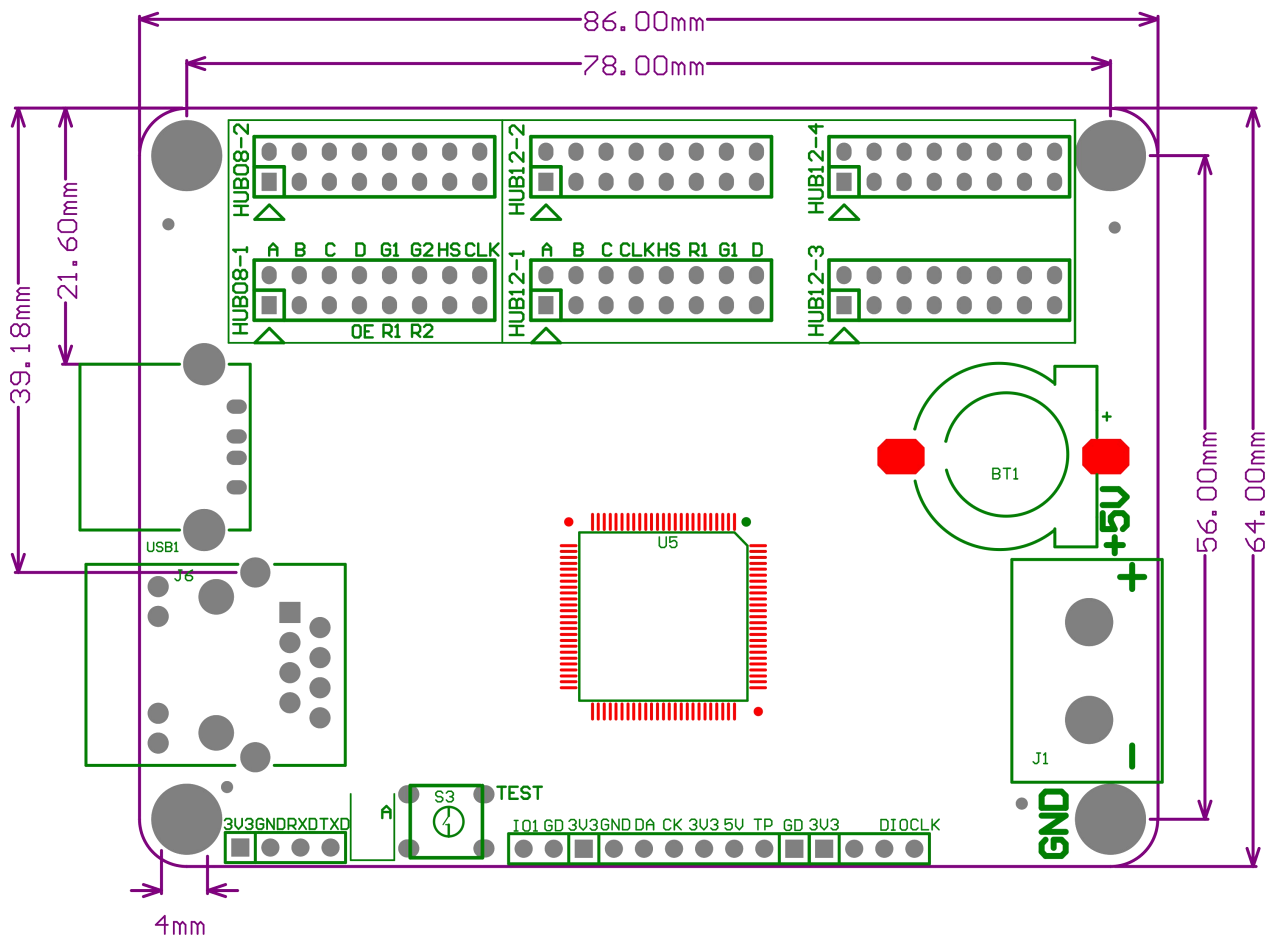 86.00mm
78.00mm
HUB08-2
HUB12-2
HUB12-4
21.60mm
39.18mm
HUB08-1
A B C D G1 G2 HS CLK
HUB12-1
A B C CLK HS R1 G1 D
HUB12-3
OE R1 R2
+
BT1
+5V
56.00mm
64.00mm
USB1
U5
J6
+
J1
-
S3
TEST
A
GND
3V3 GND RXD TXD
IO1 GD 3V3 GND DA CK 3V3 5V TP GD 3V3 DIO CLK
4mm